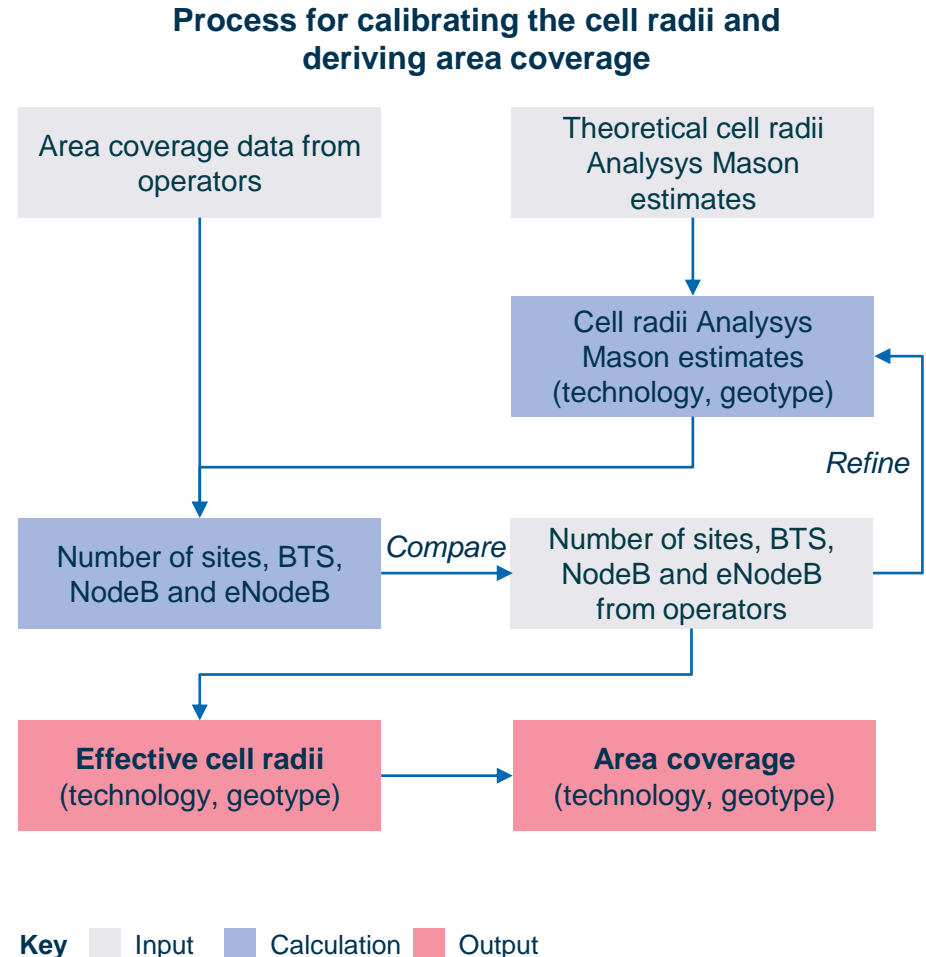 Process for calibrating the cell radii and
deriving area coverage
Area coverage data from
operators
Theoretical cell radii
Analysys Mason
estimates
Cell radii Analysys
Mason estimates
(technology, geotype)
Refine
Number of sites, BTS,
NodeB and eNodeB
Compare
Number of sites, BTS,
NodeB and eNodeB
from operators
Effective cell radii
(technology, geotype)
Area coverage
(technology, geotype)
Key Input Calculation Output